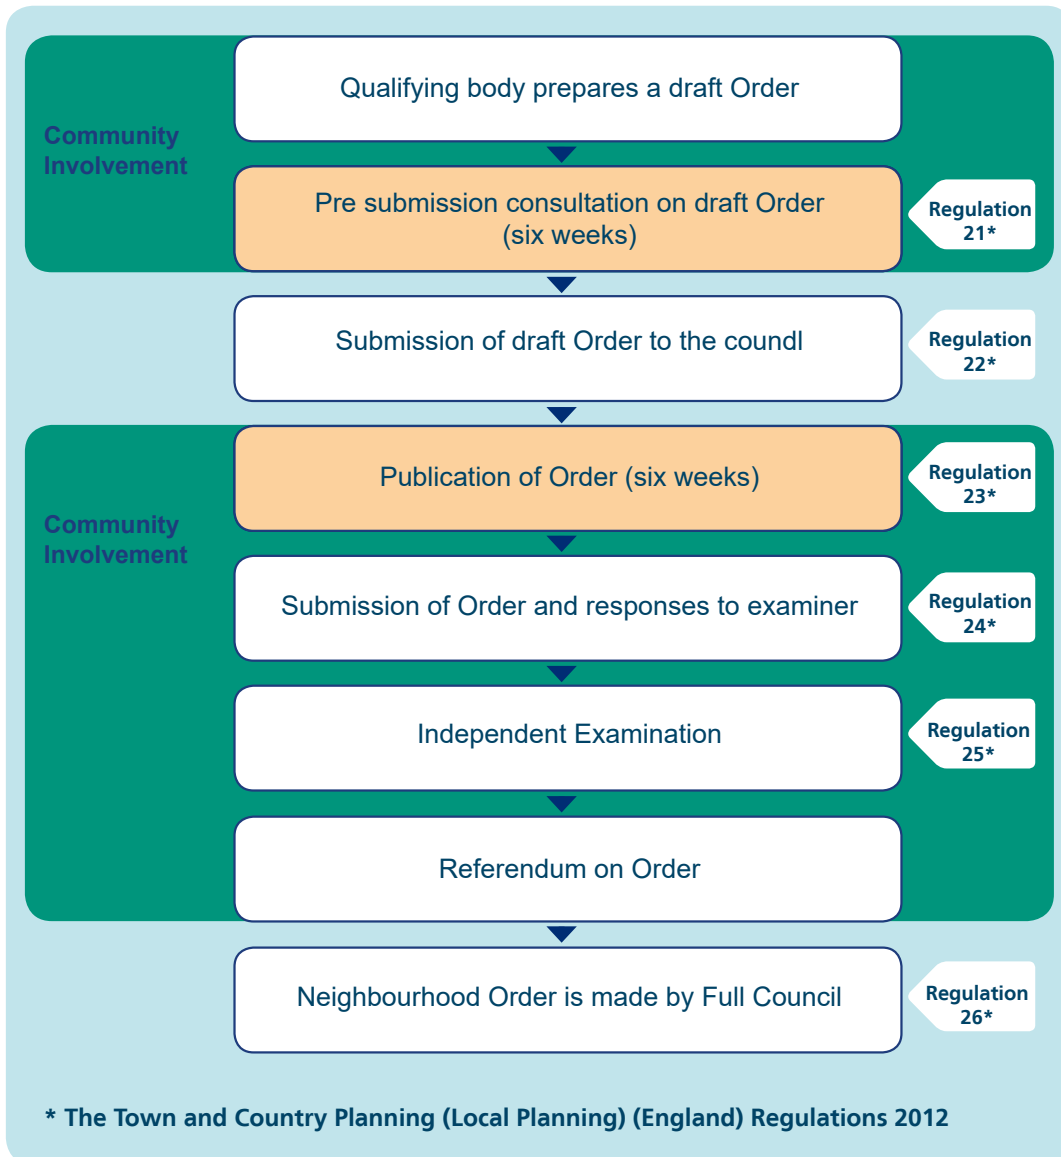 Qualifying body prepares a draft Order
Community
Involvement
Pre submission consultation on draft Order
(six weeks)
Regulation
21*
Submission of draft Order to the coundl
Regulation
22*
Publication of Order (six weeks)
Regulation
23*
Community
Involvement
Submission of Order and responses to examiner
Regulation
24*
Independent Examination
Regulation
25*
Referendum on Order
Neighbourhood Order is made by Full Council
Regulation
26*
* The Town and Country Planning (Local Planning) (England) Regulations 2012